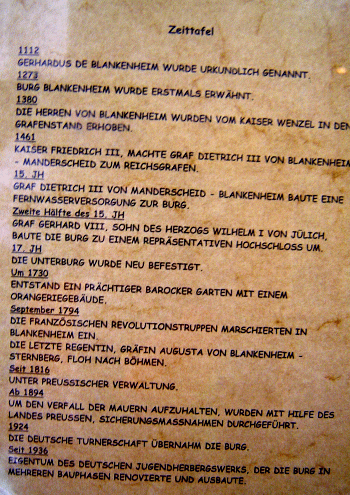 Zeittafel
1112
GERHARDUS DE BLANKENHEIM WURDE URKUNDLICH GENANNT.
1273
BURG BLANKENHEIM WURDE ERSTMALS ERWÄHNT.
1380
DIE HERREN VON BLANKENHEIM WURDEN VOM KAISER WENZEL IN DEN
GRAFENSTAND ERHOBEN.
1461
KAISER FRIEDRICH III, MACHTE GRAF DIETRICH III VON BLANKENHEIM
- MANDERSCHEID ZUM REICHSGRAFEN.
15. JH
GRAF DIETRICH III VON MANDERSCHEID - BLANKENHEIM BAUTE EINE
FERNWASSERVERSORGUNG ZUR BURG.
Zweite Hälfte des 15. JH
GRAF GERHARD VIII, SOHN DES HERZOGS WILHELM I VON JÜLICH,
BAUTE DIE BURG ZU EINEM REPRÄSENTATIVEN HOCHSCHLOSS UM.
17. JH
DIE UNTERBURG WURDE NEU BEFESTIGT.
Um 1730
ENTSTAND EIN PRÄCHTIGER BAROCKER GARTEN MIT EINEM
ORANGERIEGEBÄUDE.
September 1794
DIE FRANZÖSISCHEN REVOLUTIONSTRUPPEN MARSCHIERTEN IN
BLANKENHEIM EIN.
DIE LETZTE REGENTIN, GRÄFIN AUGUSTA VON BLANKENHEIM -
STERNBERG, FLOH NACH BÖHMEN.
Seit 1816
UNTER PREUSSISCHER VERWALTUNG.
Ab 1894
UM DEN VERFALL DER MAUERN AUFZUHALTEN, WURDEN MIT HILFE DES
LANDES PREUSSEN, SICHERUNGSMASSNAHMEN DURCHGEFÜHRT.
1924
DIE DEUTSCHE TURNERSCHAFT ÜBERNAHM DIE BURG.
Seit 1936
EIGENTUM DES DEUTSCHEN JUGENDHERBERGSWERKS, DER DIE BURG IN
MEHREREN BAUPHASEN RENOVIERTE UND AUSBAUTE.